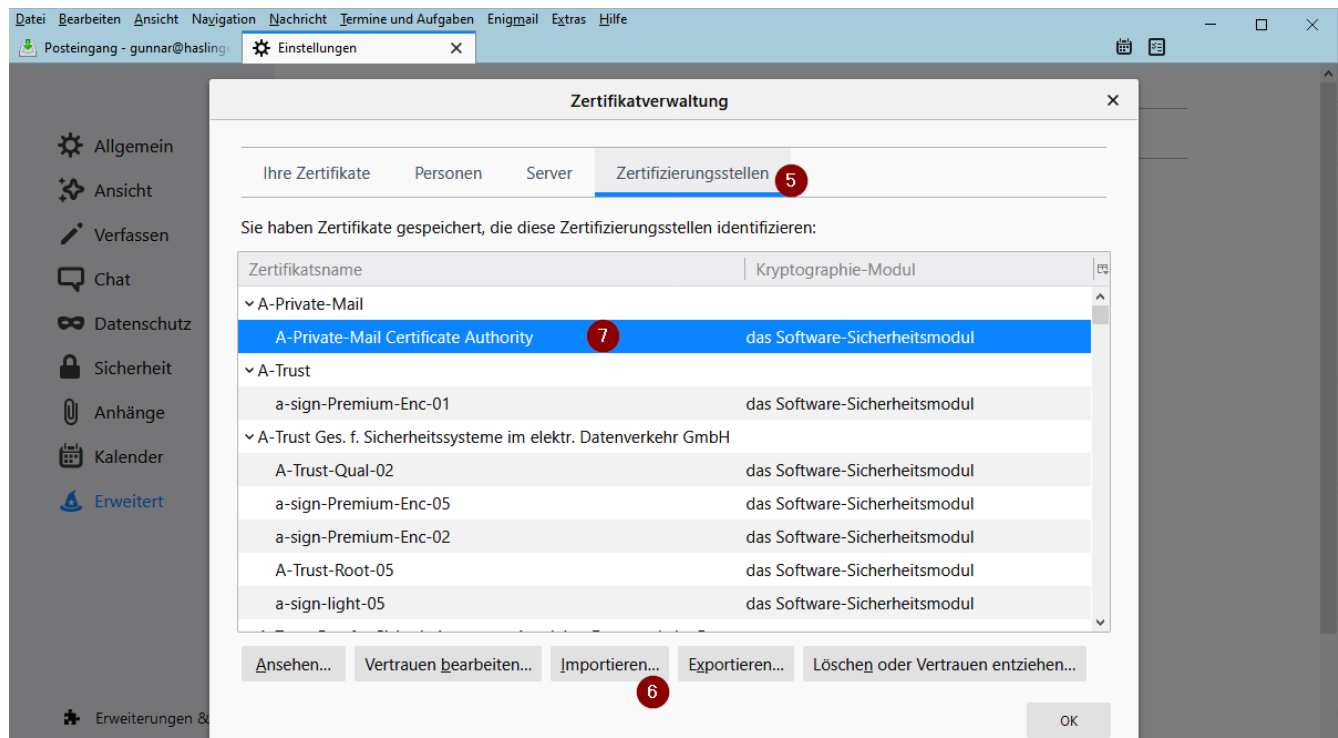 Datei Bearbeiten Ansicht Navigation Nachricht Termine und Aufgaben Enigmail Extras Hilfe
Posteingang - gunnar@hasling Einstellungen
Zertifikatverwaltung
Allgemein
Ansicht
Verfassen
Chat
Datenschutz
Sicherheit
Anhänge
Kalender
Erweitert
Erweiterungen &
Ihre Zertifikate Personen Server Zertifizierungsstellen 5
Sie haben Zertifikate gespeichert, die diese Zertifizierungsstellen identifizieren:
Zertifikatsname Kryptographie-Modul
A-Private-Mail
A-Private-Mail Certificate Authority 7 das Software-Sicherheitsmodul
A-Trust
a-sign-Premium-Enc-01 das Software-Sicherheitsmodul
A-Trust Ges. f. Sicherheitssysteme im elektr. Datenverkehr GmbH
A-Trust-Qual-02 das Software-Sicherheitsmodul
a-sign-Premium-Enc-05 das Software-Sicherheitsmodul
a-sign-Premium-Enc-02 das Software-Sicherheitsmodul
A-Trust-Root-05 das Software-Sicherheitsmodul
a-sign-light-05 das Software-Sicherheitsmodul
Ansehen... Vertrauen bearbeiten... Importieren... Exportieren... Löschen oder Vertrauen entziehen...
6
OK